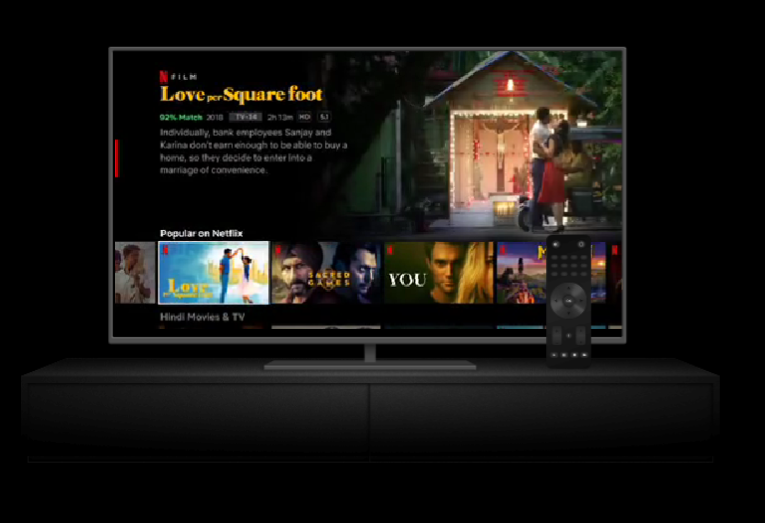 N FILM
Love per Square foot
92% Match 2018 TV-14 2h 13m HD 5.1
Individually, bank employees Sanjay and
Karina don't earn enough to be able to buy a
home, so they decide to enter into a
marriage of convenience.
Popular on Netflix
Love
per Square Foot
SACRED
GAMES
YOU
Hindi Movies & TV